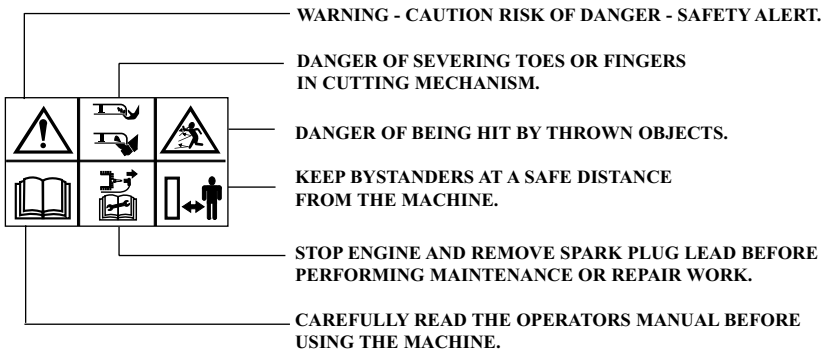 WARNING - CAUTION RISK OF DANGER - SAFETY ALERT.
DANGER OF SEVERING TOES OR FINGERS
IN CUTTING MECHANISM.
DANGER OF BEING HIT BY THROWN OBJECTS.
KEEP BYSTANDERS AT A SAFE DISTANCE
FROM THE MACHINE.
STOP ENGINE AND REMOVE SPARK PLUG LEAD BEFORE
PERFORMING MAINTENANCE OR REPAIR WORK.
CAREFULLY READ THE OPERATORS MANUAL BEFORE
USING THE MACHINE.